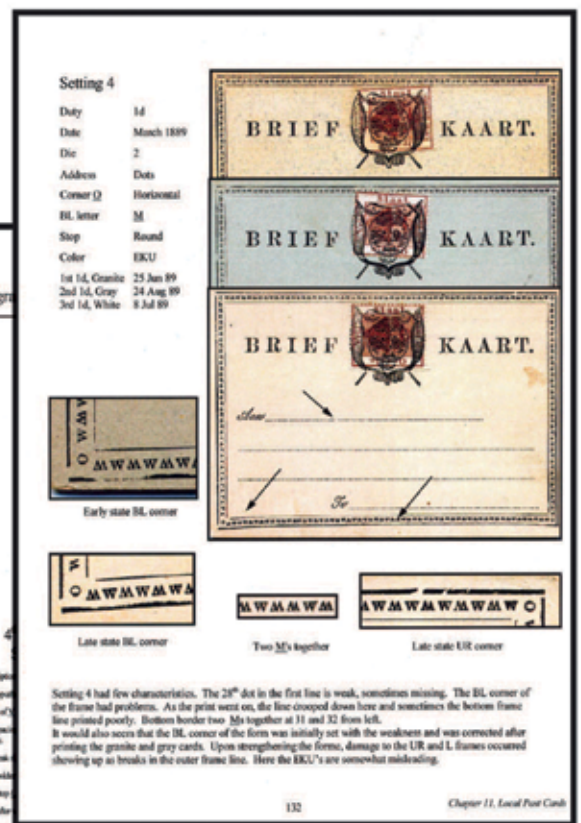 Setting 4
Duty 1d
Date March 1889
Die 2
Address Dots
Corner O Horizontal
BL letter M
Stop Round
Color EKU
1st 1d, Granite 25 Jun 89
2nd 1d, Gray 24 Aug 89
3rd 1d, White 8 Jul 89
BRIEF KAART.
BRIEF KAART.
BRIEF KAART.
Aan
Te
Early state BL corner
Late state BL corner
Two M's together
Late state UR corner
Setting 4 had few characteristics. The 28th dot in the first line is weak, sometimes missing. The BL corner of
the frame had problems. As the print went on, the line drooped down here and sometimes the bottom frame
line printed poorly. Bottom border two Ms together at 31 and 32 from left.
It would also seem that the BL corner of the form was initially set with the weakness and was corrected after
printing the granite and gray cards. Upon strengthening the forme, damage to the UR and L frames occurred
showing up as breaks in the outer frame line. Here the EKU's are somewhat misleading.
132
Chapter 11, Local Post Cards